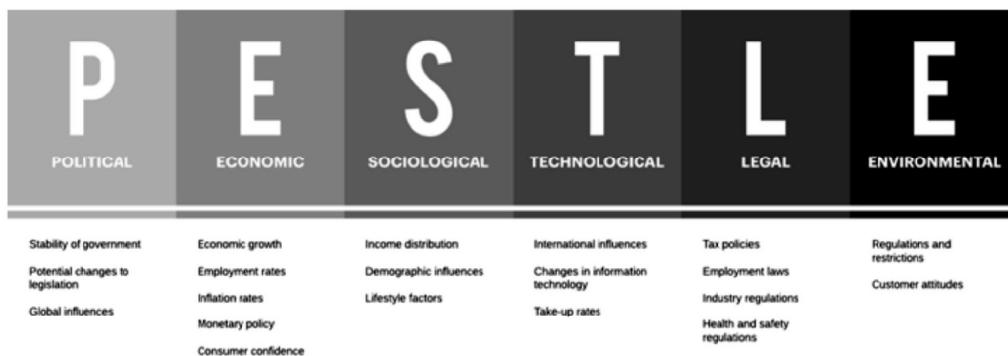 P E S T L E
POLITICAL ECONOMIC SOCIOLOGICAL TECHNOLOGICAL LEGAL ENVIRONMENTAL
Stability of government
Potential changes to
legislation
Global influences
Economic growth
Employment rates
Inflation rates
Monetary policy
Consumer confidence
Income distribution
Demographic influences
Lifestyle factors
International influences
Changes in information
technology
Take-up rates
Tax policies
Employment laws
Industry regulations
Health and safety
regulations
Regulations and
restrictions
Customer attitudes